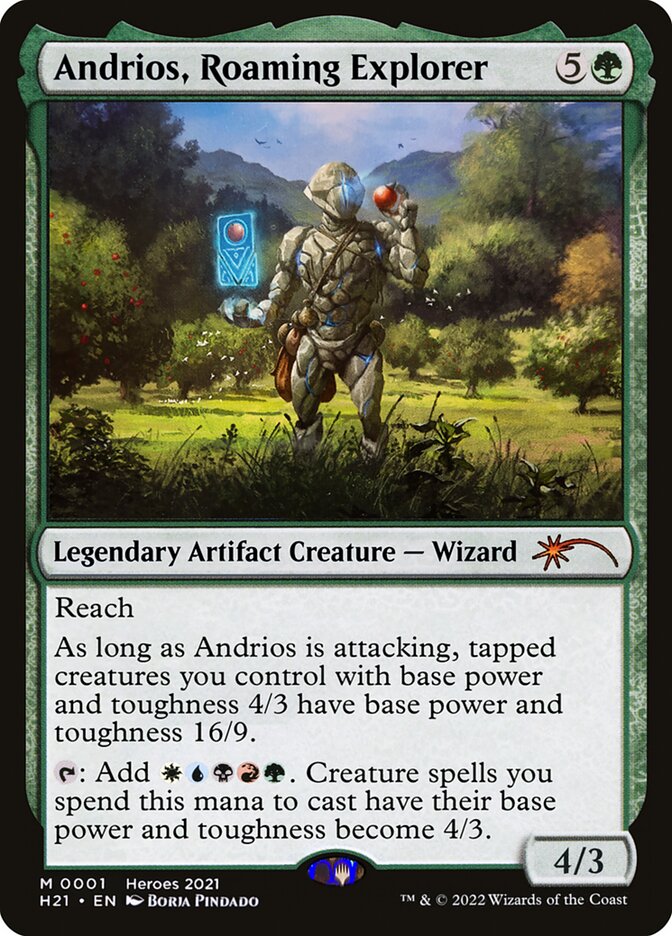 Andrios, Roaming Explorer 5
Legendary Artifact Creature — Wizard
Reach
As long as Andrios is attacking, tapped
creatures you control with base power
and toughness 4/3 have base power and
toughness 16/9.
: Add . Creature spells you
spend this mana to cast have their base
power and toughness become 4/3.
4/3
M 0001 Heroes 2021
H21 • EN Borja Pindado
™ & © 2022 Wizards of the Coast